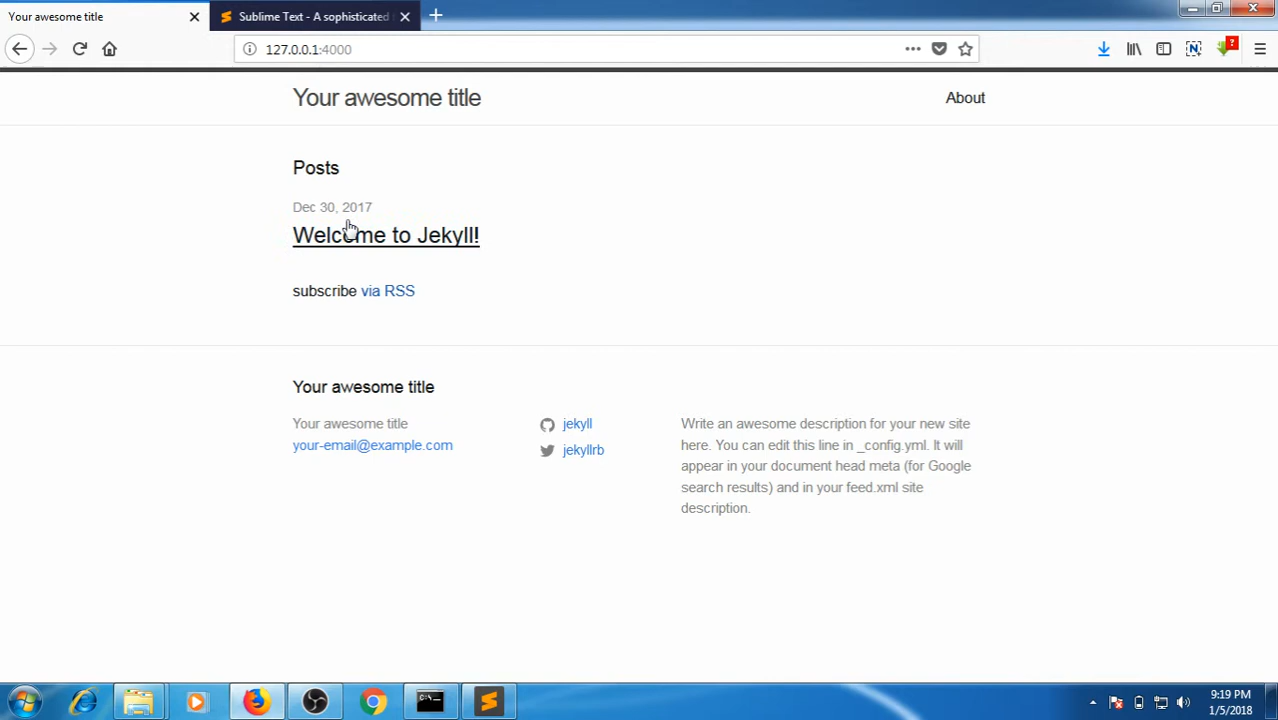 Your awesome title
Sublime Text - A sophisticated
127.0.0.1:4000
Your awesome title
About
Posts
Dec 30, 2017
Welcome to Jekyll!
subscribe via RSS
Your awesome title
Your awesome title
your-email@example.com
jekyll
jekyllrb
Write an awesome description for your new site
here. You can edit this line in _config.yml. It will
appear in your document head meta (for Google
search results) and in your feed.xml site
description.
9:19 PM
1/5/2018